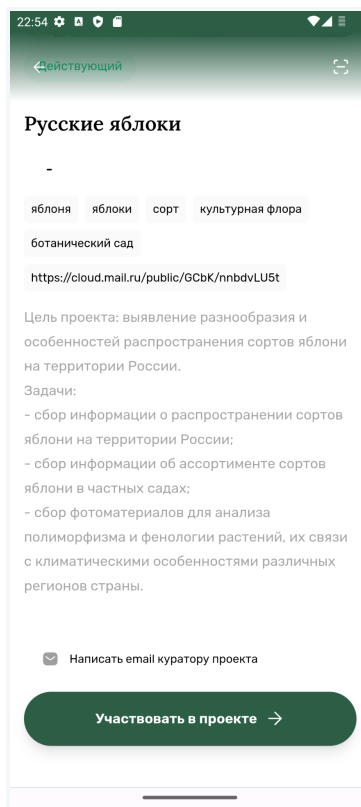 22:54
Действующий
Русские яблоки
-
яблоня яблоки сорт культурная флора
ботанический сад
https://cloud.mail.ru/public/GCbK/nnbdvLU5t
Цель проекта: выявление разнообразия и
особенностей распространения сортов яблони
на территории России.
Задачи:
- сбор информации о распространении сортов
яблони на территории России;
- сбор информации об ассортименте сортов
яблони в частных садах;
- сбор фотоматериалов для анализа
полиморфизма и фенологии растений, их связи
с климатическими особенностями различных
регионов страны.
Написать email куратору проекта
Участвовать в проекте →